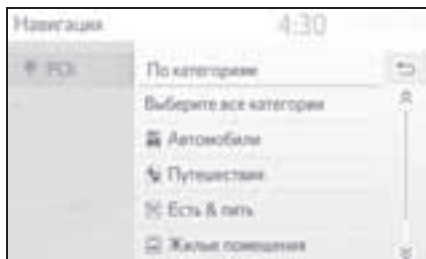 Навигация 4:30
POI
По категориям
Выберите все категории
Автомобили
Путешествия
Есть & пить
Жилые помещения